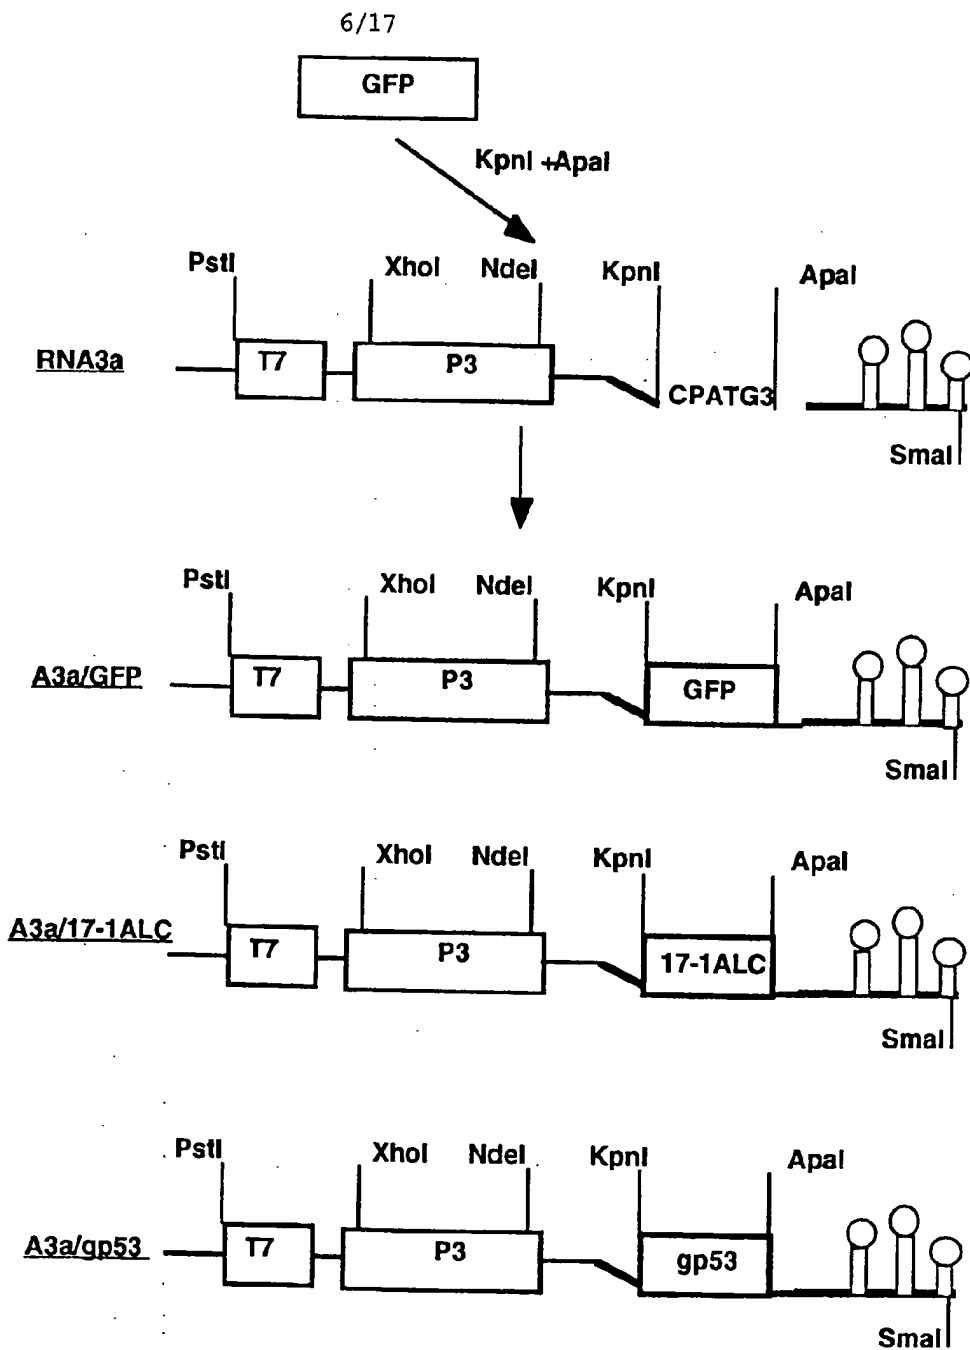 6/17
GFP
KpnI +ApaI
PstI XhoI NdeI KpnI ApaI
RNA3a T7 P3 CPATG3
SmaI
PstI XhoI NdeI KpnI ApaI
A3a/GFP T7 P3 GFP
SmaI
PstI XhoI NdeI KpnI ApaI
A3a/17-1ALC T7 P3 17-1ALC
SmaI
PstI XhoI NdeI KpnI ApaI
A3a/gp53 T7 P3 gp53
SmaI